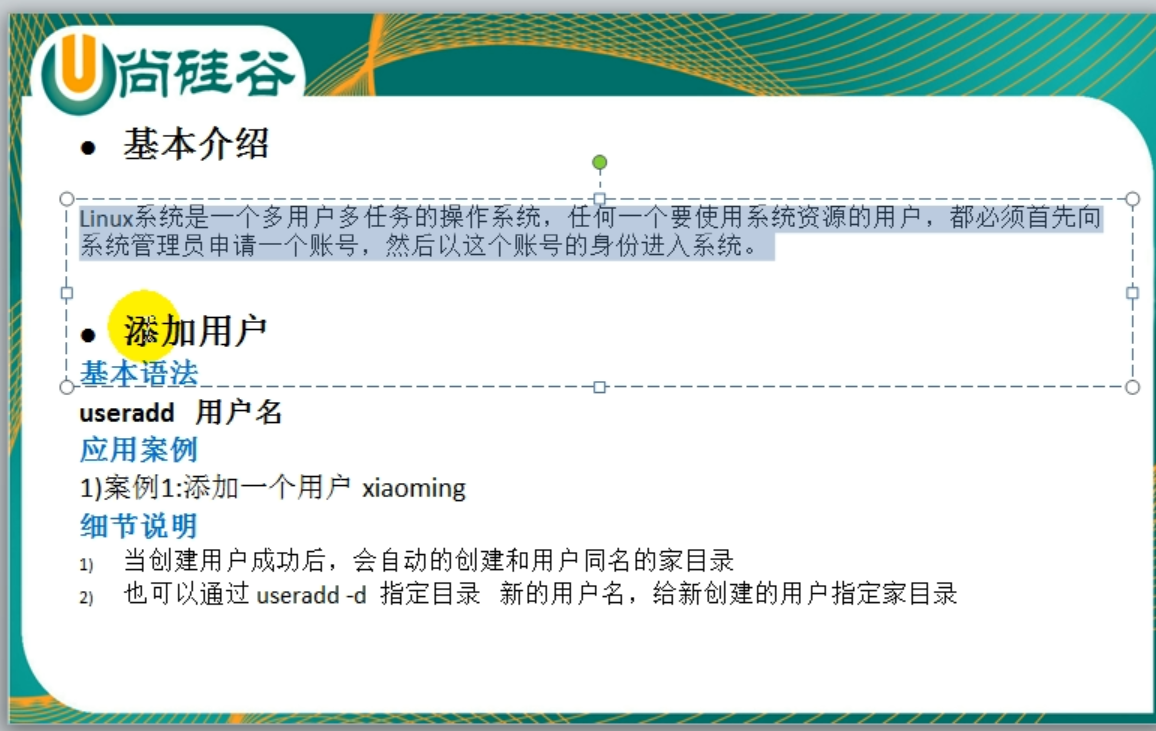 尚硅谷
● 基本介绍
Linux系统是一个多用户多任务的操作系统，任何一个要使用系统资源的用户，都必须首先向
系统管理员申请一个账号，然后以这个账号的身份进入系统。
● 添加用户
基本语法
useradd 用户名
应用案例
1)案例1:添加一个用户 xiaoming
细节说明
1) 当创建用户成功后，会自动的创建和用户同名的家目录
2) 也可以通过 useradd -d 指定目录 新的用户名，给新创建的用户指定家目录